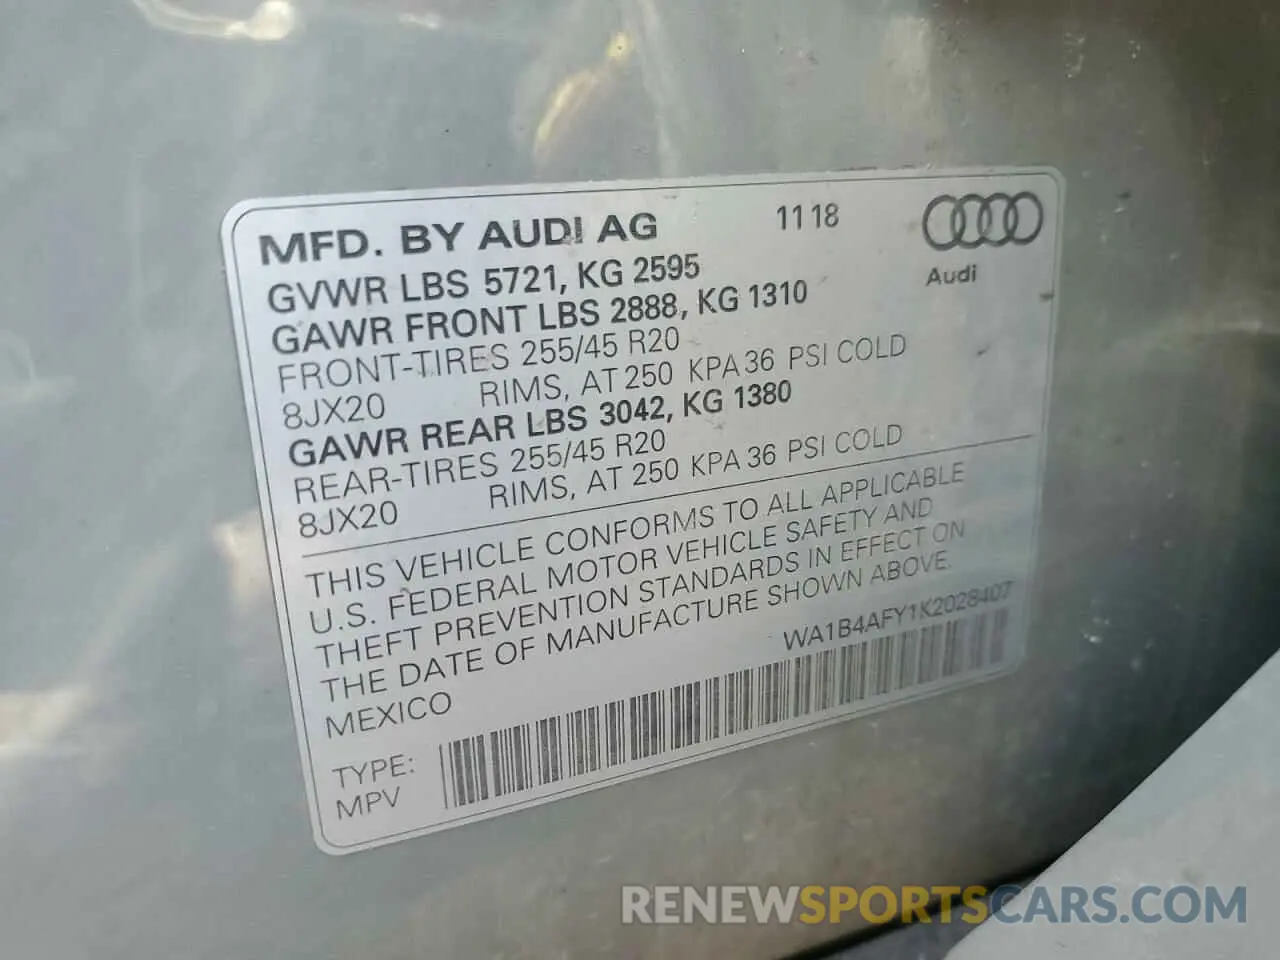 MFD. BY AUDI AG 11 18
Audi
GVWR LBS 5721, KG 2595
GAWR FRONT LBS 2888, KG 1310
FRONT-TIRES 255/45 R20
8JX20 RIMS, AT 250 KPA 36 PSI COLD
GAWR REAR LBS 3042, KG 1380
REAR-TIRES 255/45 R20
8JX20 RIMS, AT 250 KPA 36 PSI COLD
THIS VEHICLE CONFORMS TO ALL APPLICABLE
U.S. FEDERAL MOTOR VEHICLE SAFETY AND
THEFT PREVENTION STANDARDS IN EFFECT ON
THE DATE OF MANUFACTURE SHOWN ABOVE.
MEXICO WA1B4AFY1K2028407
TYPE:
MPV
RENEWSPORTSCARS.COM